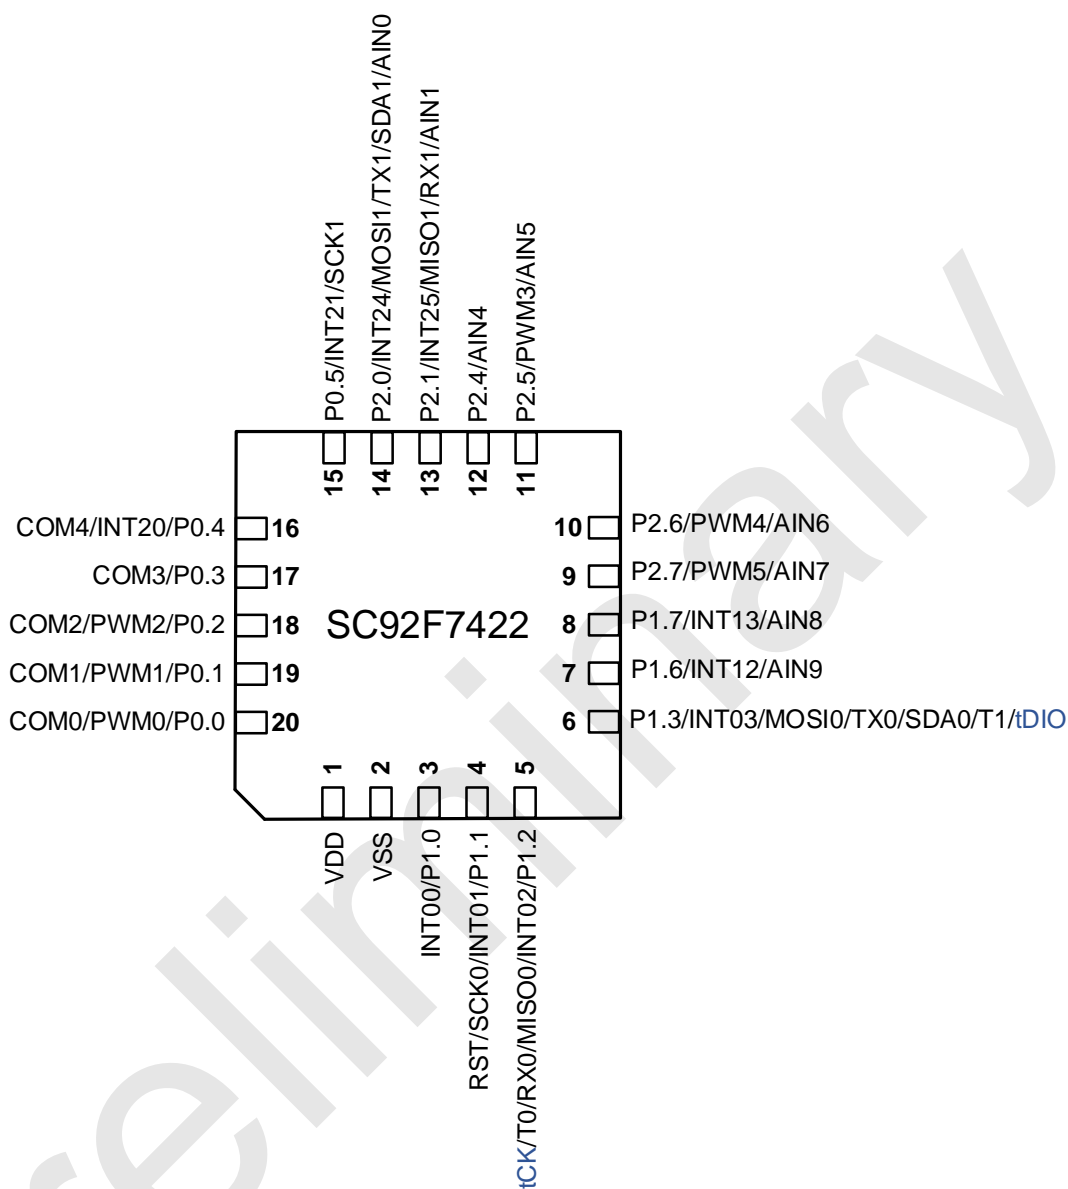 P0.5/INT21/SCK1
P2.0/INT24/MOSI1/TX1/SDA1/AIN0
P2.1/INT25/MISO1/RX1/AIN1
P2.4/AIN4
P2.5/PWM3/AIN5
15
14
13
12
11
COM4/INT20/P0.4
16
10
P2.6/PWM4/AIN6
COM3/P0.3
17
9
P2.7/PWM5/AIN7
COM2/PWM2/P0.2
18
SC92F7422
8
P1.7/INT13/AIN8
COM1/PWM1/P0.1
19
7
P1.6/INT12/AIN9
COM0/PWM0/P0.0
20
6
P1.3/INT03/MOSI0/TX0/SDA0/T1/tDIO
1
2
3
4
5
VDD
VSS
INT00/P1.0
RST/SCK0/INT01/P1.1
tCK/T0/RX0/MISO0/INT02/P1.2
eliminary